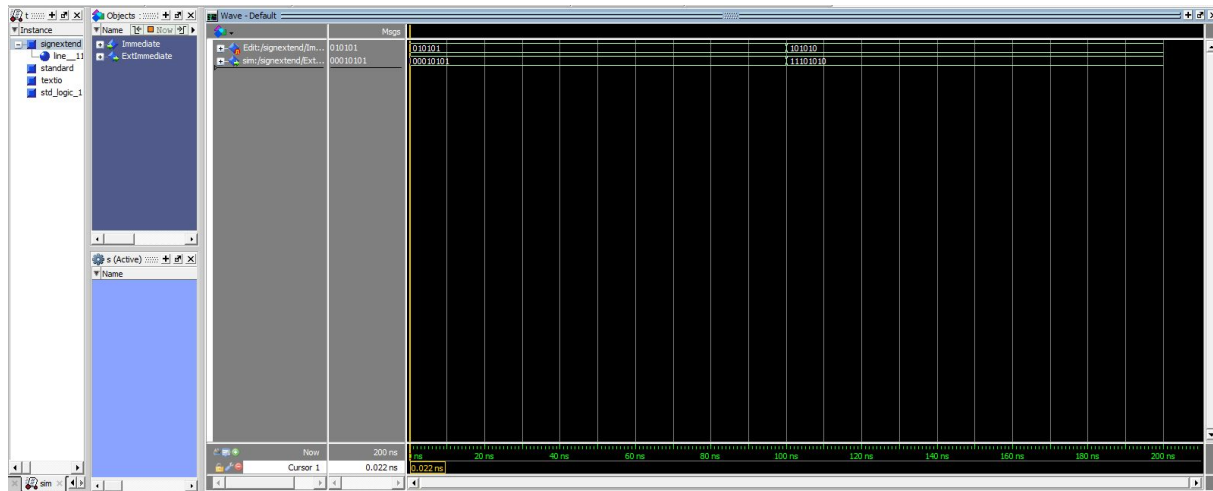 t
Objects
Wave - Default
Instance
Name
Now
Msgs
signextend
line__11
standard
textio
std_logic_1
Immediate
ExtImmediate
Edit:/signextend/Im...
010101
010101
101010
sim:/signextend/Ext...
00010101
00010101
11101010
s (Active)
Name
Now
200 ns
ns
20 ns
40 ns
60 ns
80 ns
100 ns
120 ns
140 ns
160 ns
180 ns
200 ns
Cursor 1
0.022 ns
0.022 ns
sim